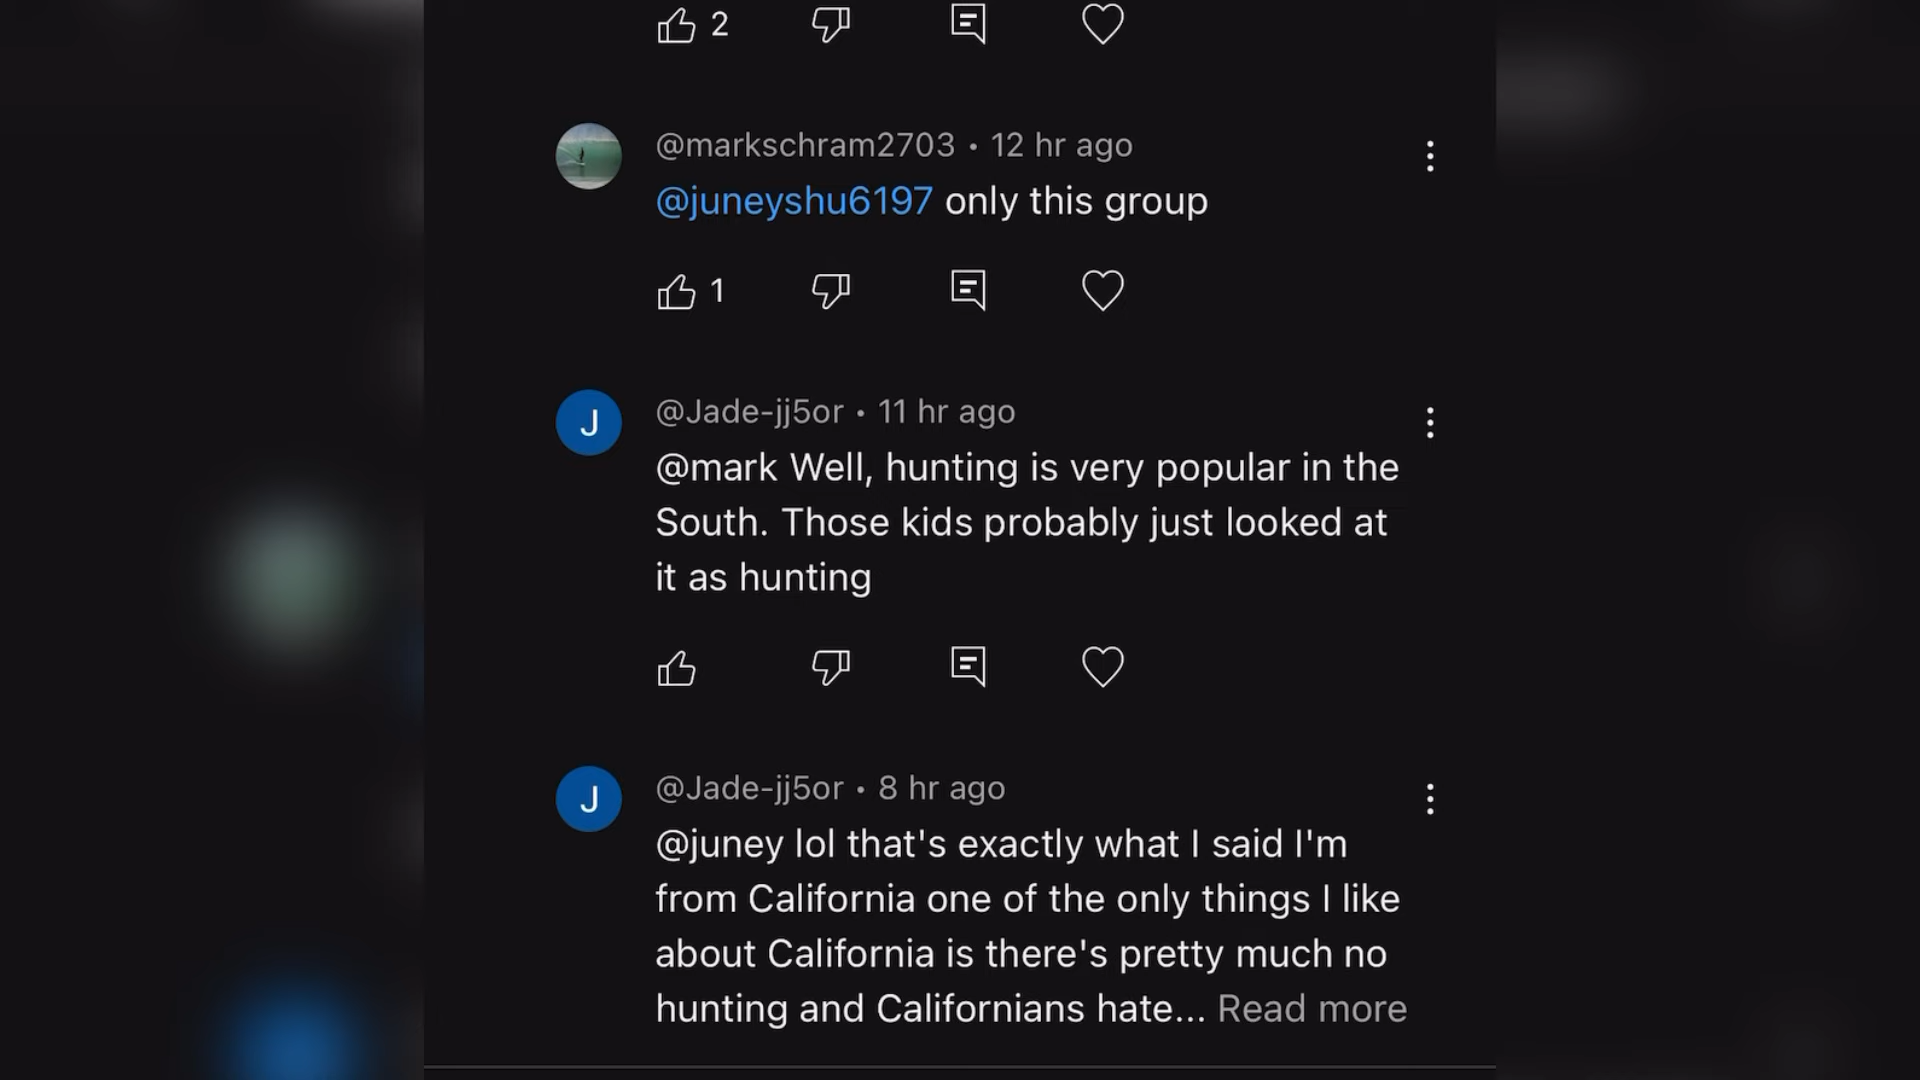 2
@markschram2703 • 12 hr ago
@juneyshu6197 only this group
1
J
@Jade-jj5or • 11 hr ago
@mark Well, hunting is very popular in the
South. Those kids probably just looked at
it as hunting
J
@Jade-jj5or • 8 hr ago
@juney lol that's exactly what I said I'm
from California one of the only things I like
about California is there's pretty much no
hunting and Californians hate... Read more